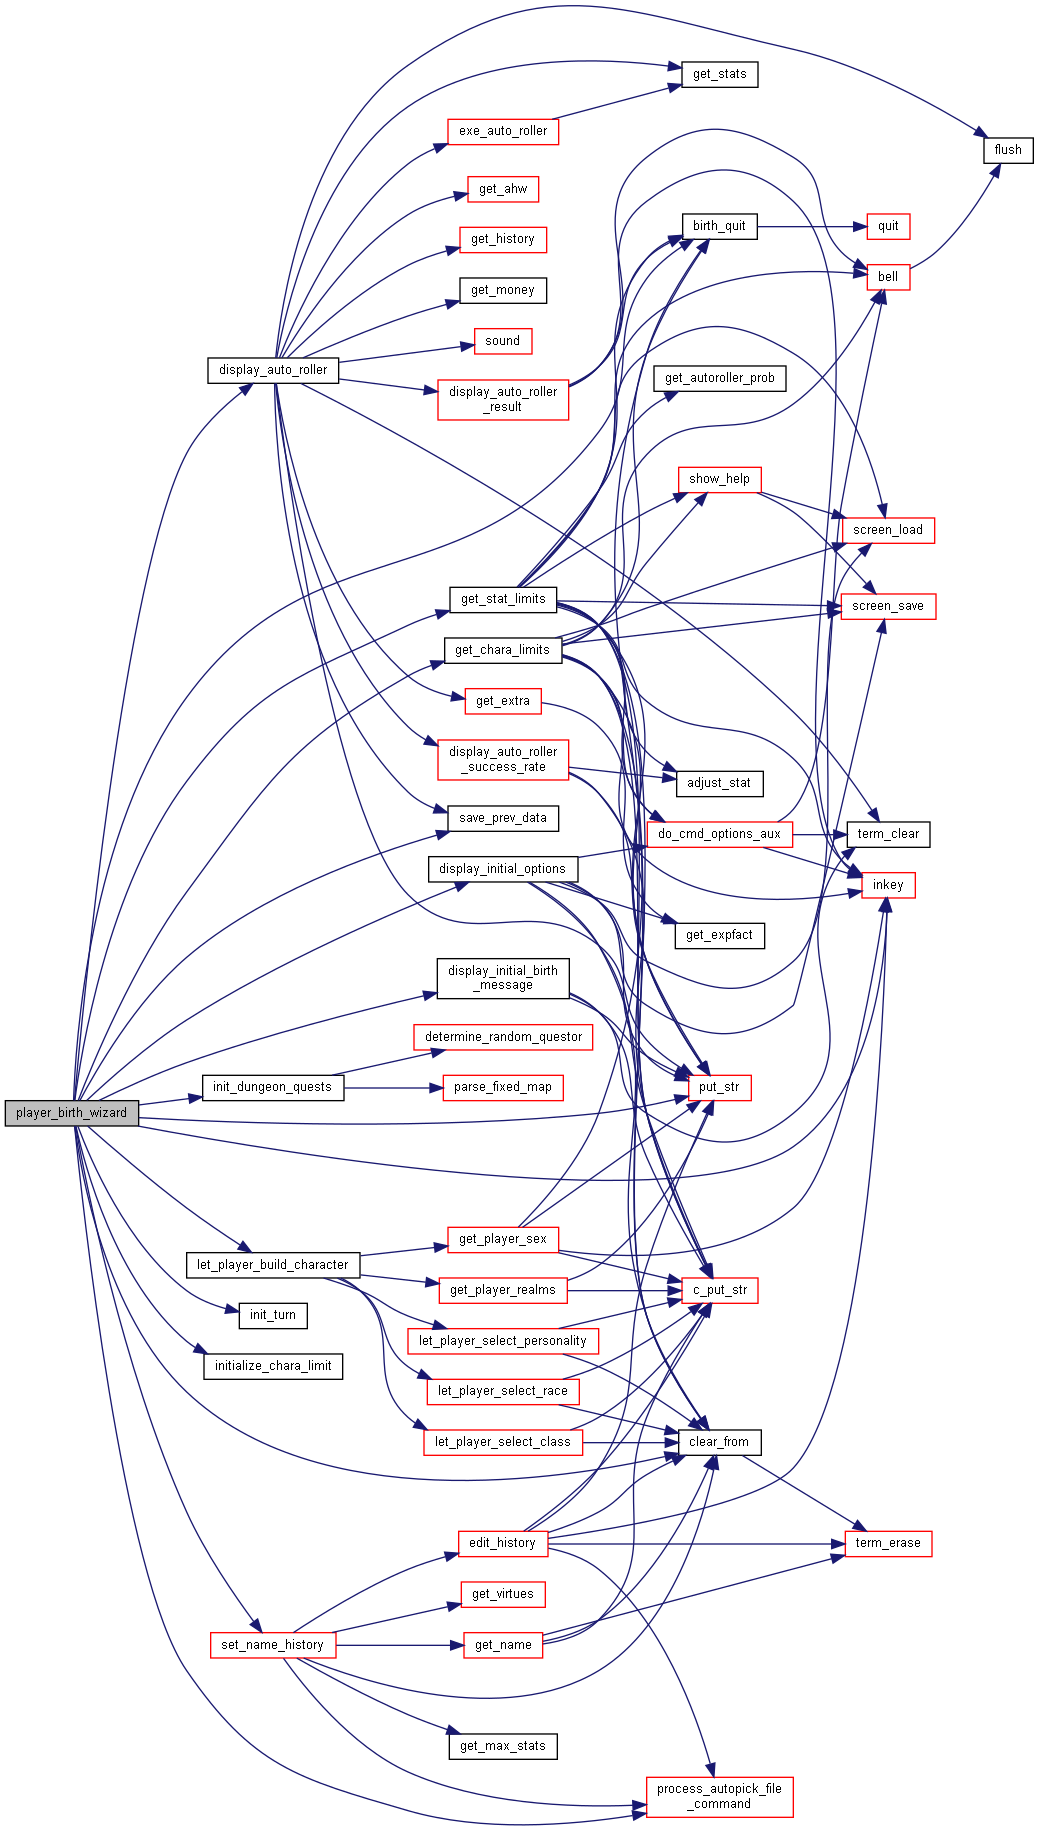 get_stats
exe_auto_roller
flush
get_ahw
birth_quit
quit
get_history
bell
get_money
sound
display_auto_roller
get_autoroller_prob
display_auto_roller
_result
show_help
screen_load
get_stat_limits
screen_save
get_chara_limits
get_extra
display_auto_roller
_success_rate
adjust_stat
save_prev_data
do_cmd_options_aux
term_clear
display_initial_options
inkey
get_expfact
display_initial_birth
_message
determine_random_questor
init_dungeon_quests
parse_fixed_map
put_str
player_birth_wizard
get_player_sex
let_player_build_character
get_player_realms
c_put_str
init_turn
let_player_select_personality
initialize_chara_limit
let_player_select_race
let_player_select_class
clear_from
edit_history
term_erase
get_virtues
set_name_history
get_name
get_max_stats
process_autopick_file
_command